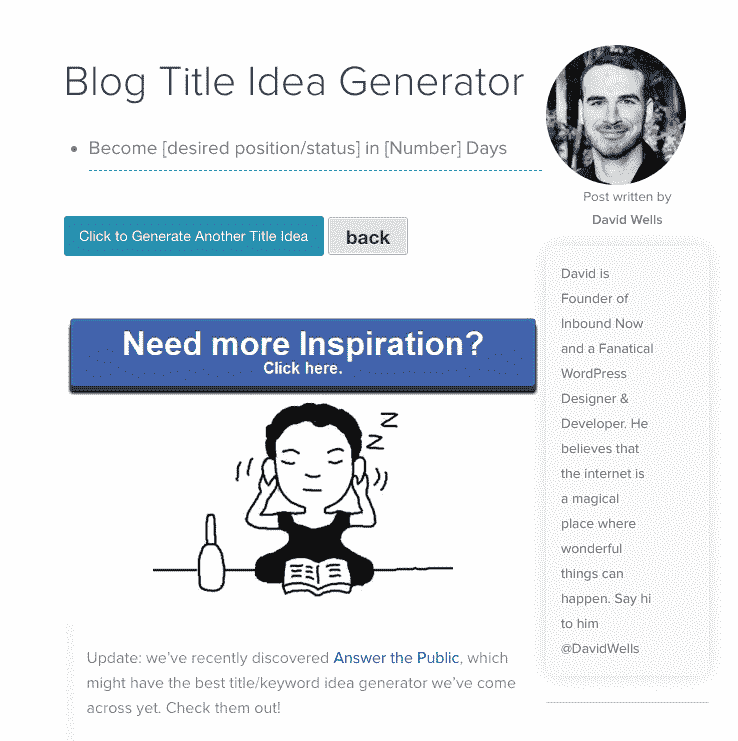 Blog Title Idea Generator
Become [desired position/status] in [Number] Days
Click to Generate Another Title Idea
back
Need more Inspiration?
Click here.
z
z
Update: we've recently discovered Answer the Public, which
might have the best title/keyword idea generator we've come
across yet. Check them out!
Post written by
David Wells
David is
Founder of
Inbound Now
and a Fanatical
WordPress
Designer &
Developer. He
believes that
the internet is
a magical
place where
wonderful
things can
happen. Say hi
to him
@DavidWells